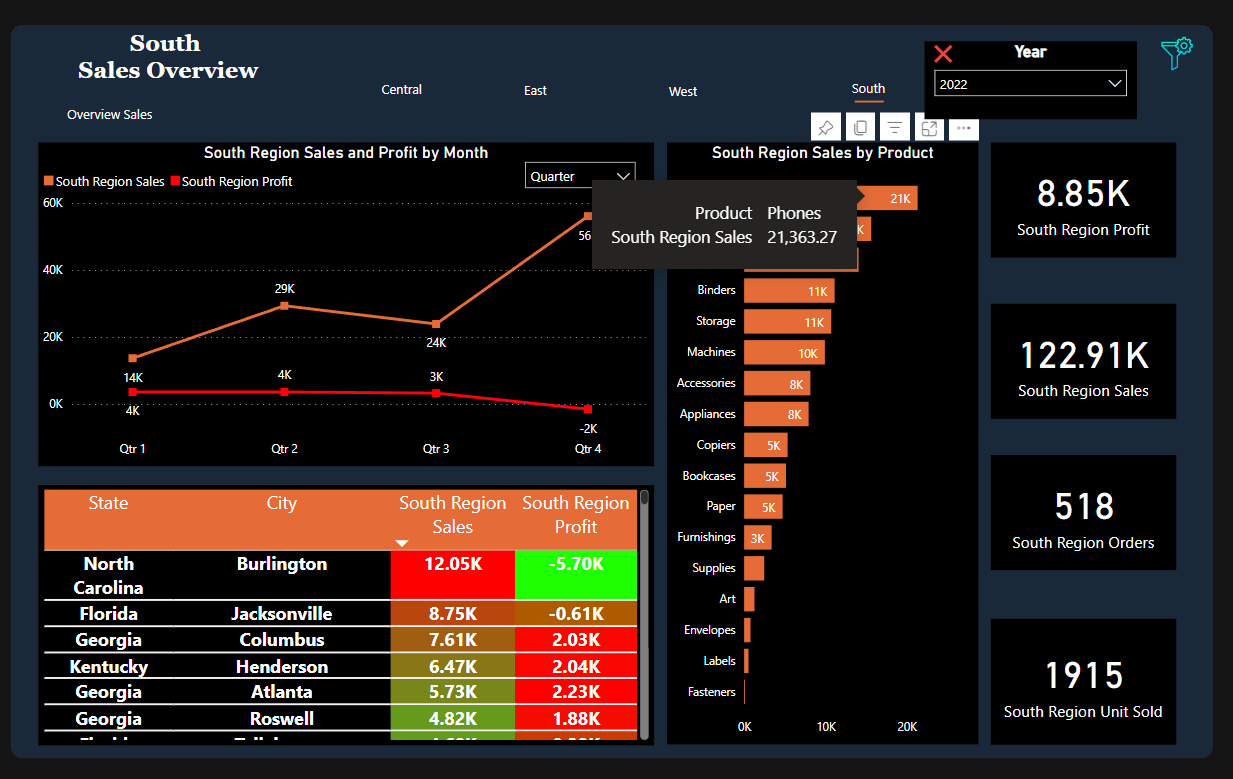 South
Sales Overview
Overview Sales
Central
East
West
South
Year
2022
South Region Sales and Profit by Month
South Region Sales
South Region Profit
Quarter
60K
40K
20K
0K
14K
29K
24K
56
4K
4K
3K
-2K
Qtr 1
Qtr 2
Qtr 3
Qtr 4
South Region Sales by Product
Product Phones
South Region Sales 21,363.27
21K
K
Binders 11K
Storage 11K
Machines 10K
Accessories 8K
Appliances 8K
Copiers 5K
Bookcases 5K
Paper 5K
Furnishings 3K
Supplies
Art
Envelopes
Labels
Fasteners
0K 10K 20K
8.85K
South Region Profit
122.91K
South Region Sales
518
South Region Orders
1915
South Region Unit Sold
State City South Region Sales South Region Profit
North Carolina Burlington 12.05K -5.70K
Florida Jacksonville 8.75K -0.61K
Georgia Columbus 7.61K 2.03K
Kentucky Henderson 6.47K 2.04K
Georgia Atlanta 5.73K 2.23K
Georgia Roswell 4.82K 1.88K